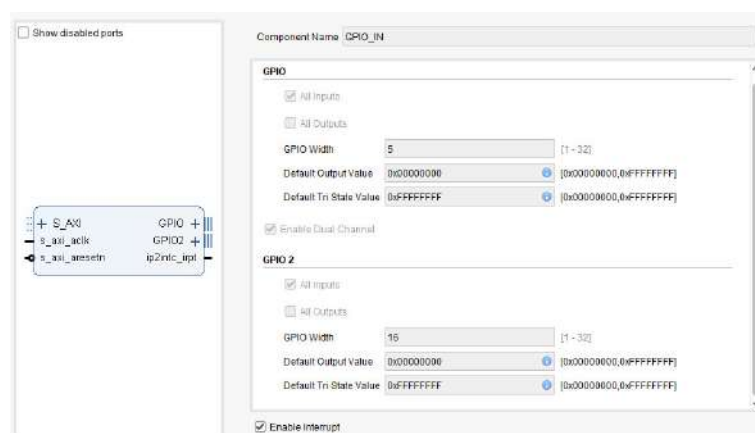 Show disabled ports
Component Name GPIO_IN
GPIO
All Inputs
All Outputs
GPIO Width 5 [1 - 32]
Default Output Value 0x00000000 [0x00000000,0xFFFFFFFF]
Default Tri State Value 0xFFFFFFFF [0x00000000,0xFFFFFFFF]
Enable Dual Channel
GPIO 2
All Inputs
All Outputs
GPIO Width 16 [1 - 32]
Default Output Value 0x00000000 [0x00000000,0xFFFFFFFF]
Default Tri State Value 0xFFFFFFFF [0x00000000,0xFFFFFFFF]
Enable Interrupt
S_AXI GPIO
s_axi_aclk GPIO2
s_axi_aresetn ip2intc_irpt